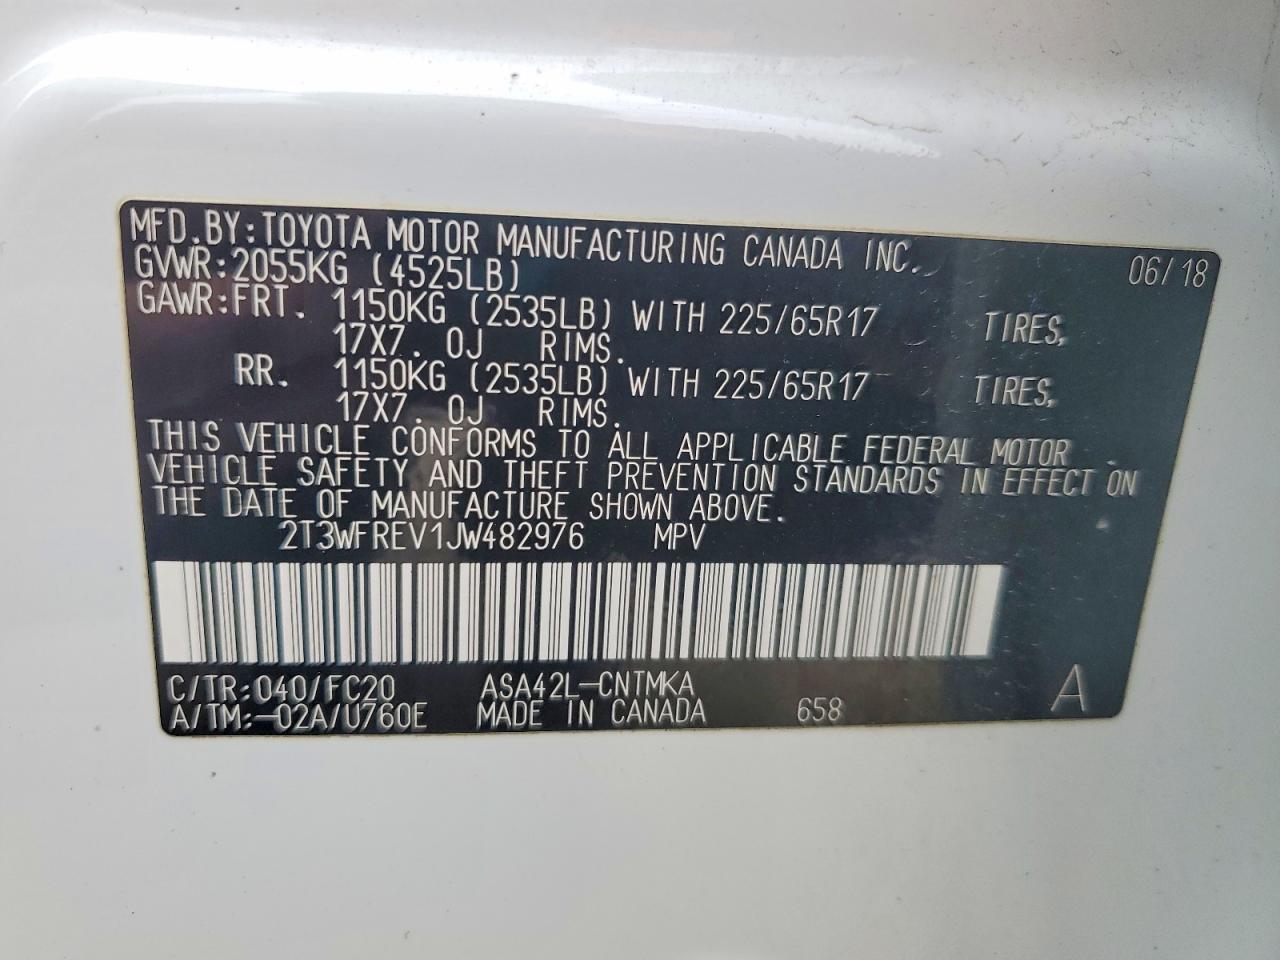 MFD.BY:TOYOTA MOTOR MANUFACTURING CANADA INC. 06/18
GVWR:2055KG (4525LB)
GAWR:FRT. 1150KG (2535LB) WITH 225/65R17 TIRES,
17X7.0J RIMS.
RR. 1150KG (2535LB) WITH 225/65R17 TIRES,
17X7.0J RIMS.
THIS VEHICLE CONFORMS TO ALL APPLICABLE FEDERAL MOTOR
VEHICLE SAFETY AND THEFT PREVENTION STANDARDS IN EFFECT ON
THE DATE OF MANUFACTURE SHOWN ABOVE.
2T3WFREV1JW482976 MPV
C/TR:040/FC20 ASA42L-CNTMKA A
A/TM:-02A/U760E MADE IN CANADA 658